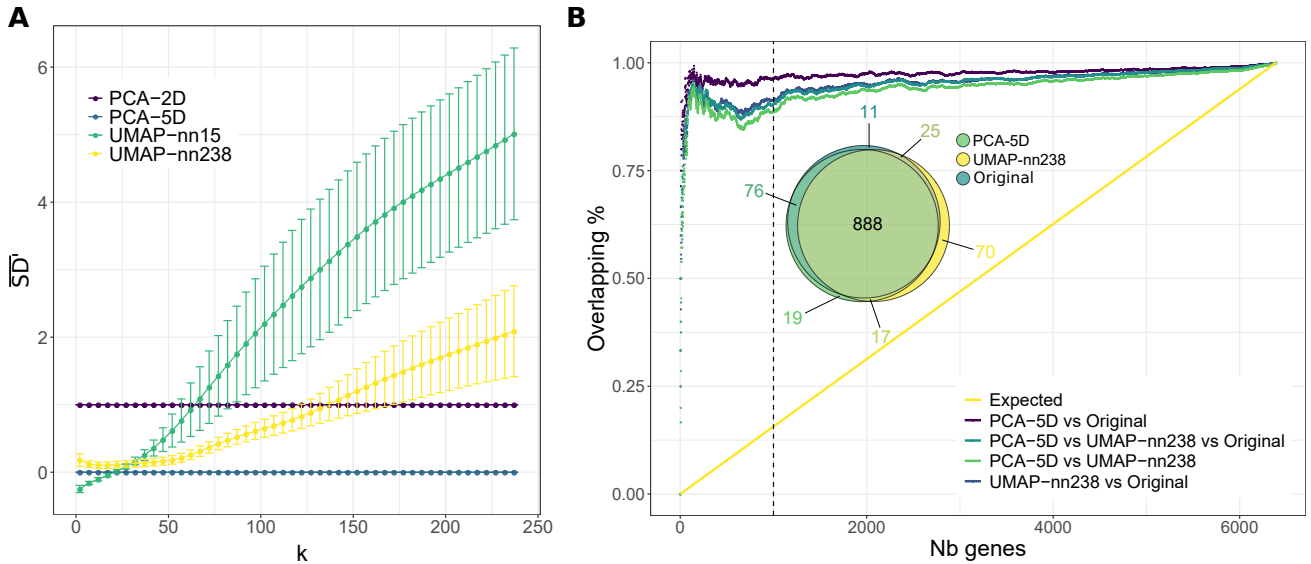 A
6
4
2
0
SD'
0
50
100
150
200
250
k
PCA−2D
PCA−5D
UMAP−nn15
UMAP−nn238
B
1.00
0.75
0.50
0.25
0.00
Overlapping %
0
2000
4000
6000
Nb genes
11
25
76
888
70
19
17
PCA-5D
UMAP-nn238
Original
Expected
PCA−5D vs Original
PCA−5D vs UMAP−nn238 vs Original
PCA−5D vs UMAP−nn238
UMAP−nn238 vs Original